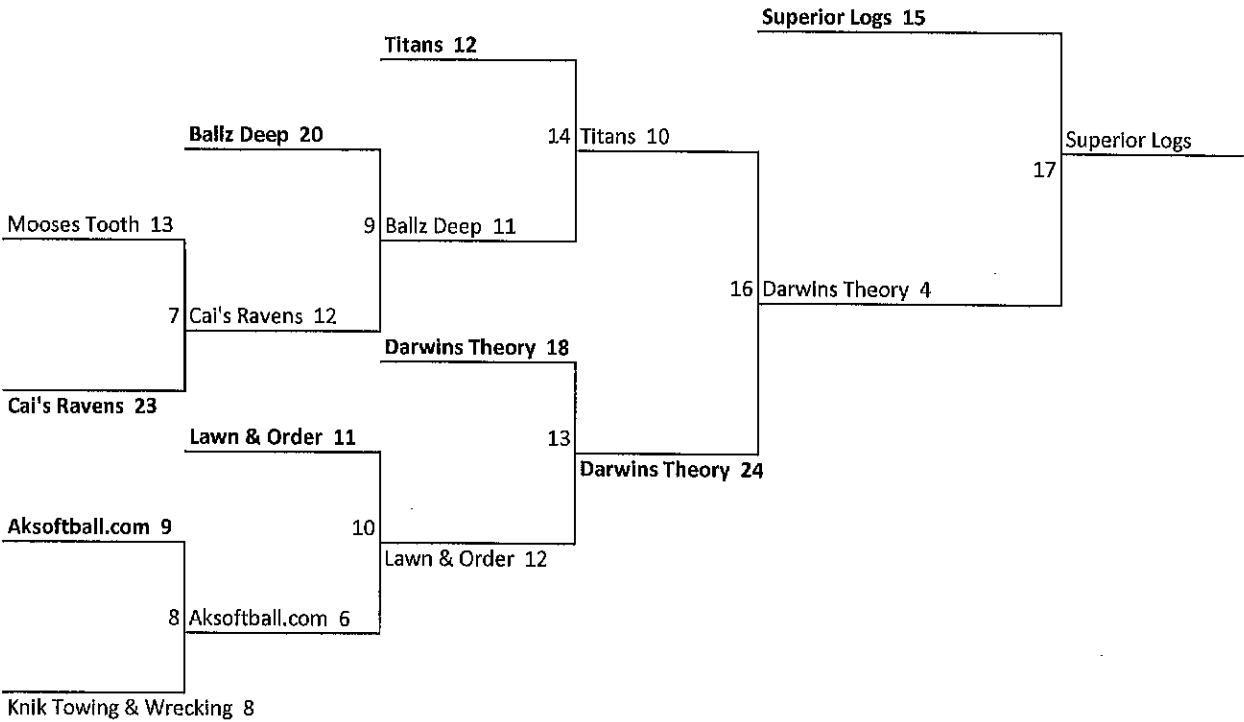 Superior Logs 15
Titans 12
Ballz Deep 20
14 Titans 10
Superior Logs
17
Mooses Tooth 13
9 Ballz Deep 11
16 Darwins Theory 4
7 Cai's Ravens 12
Darwins Theory 18
Cai's Ravens 23
Lawn & Order 11
13
Darwins Theory 24
Aksoftball.com 9
10
Lawn & Order 12
8 Aksoftball.com 6
Knik Towing & Wrecking 8